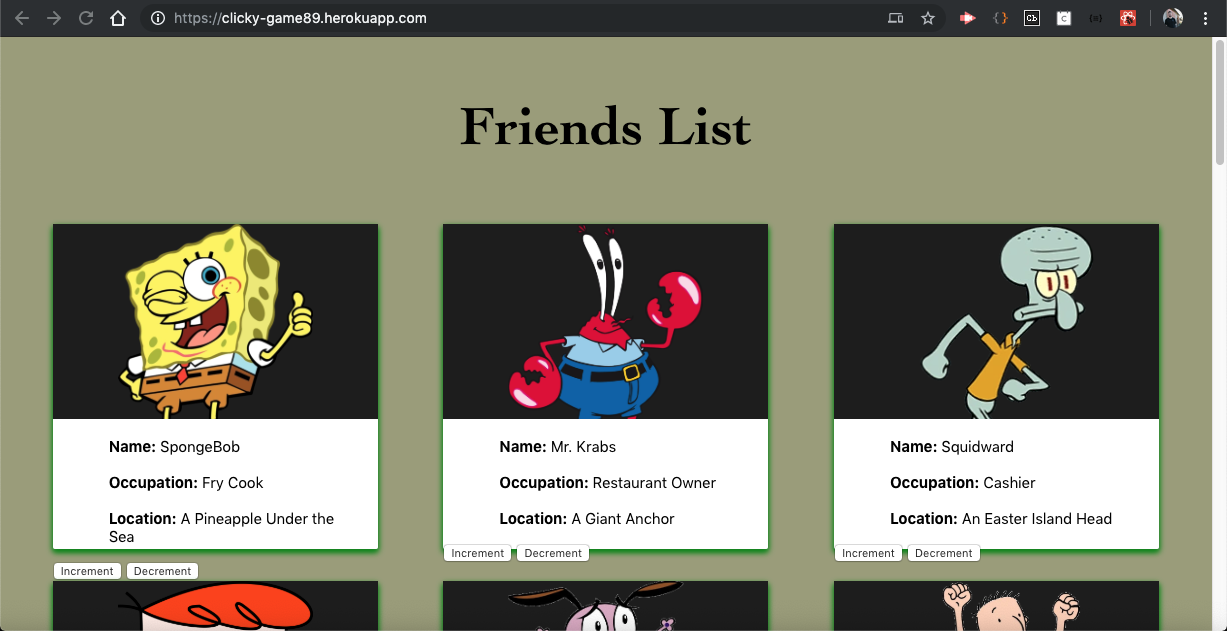 https://clicky-game89.herokuapp.com
Friends List
Name: SpongeBob
Occupation: Fry Cook
Location: A Pineapple Under the
Sea
Increment Decrement
Name: Mr. Krabs
Occupation: Restaurant Owner
Location: A Giant Anchor
Increment Decrement
Name: Squidward
Occupation: Cashier
Location: An Easter Island Head
Increment Decrement